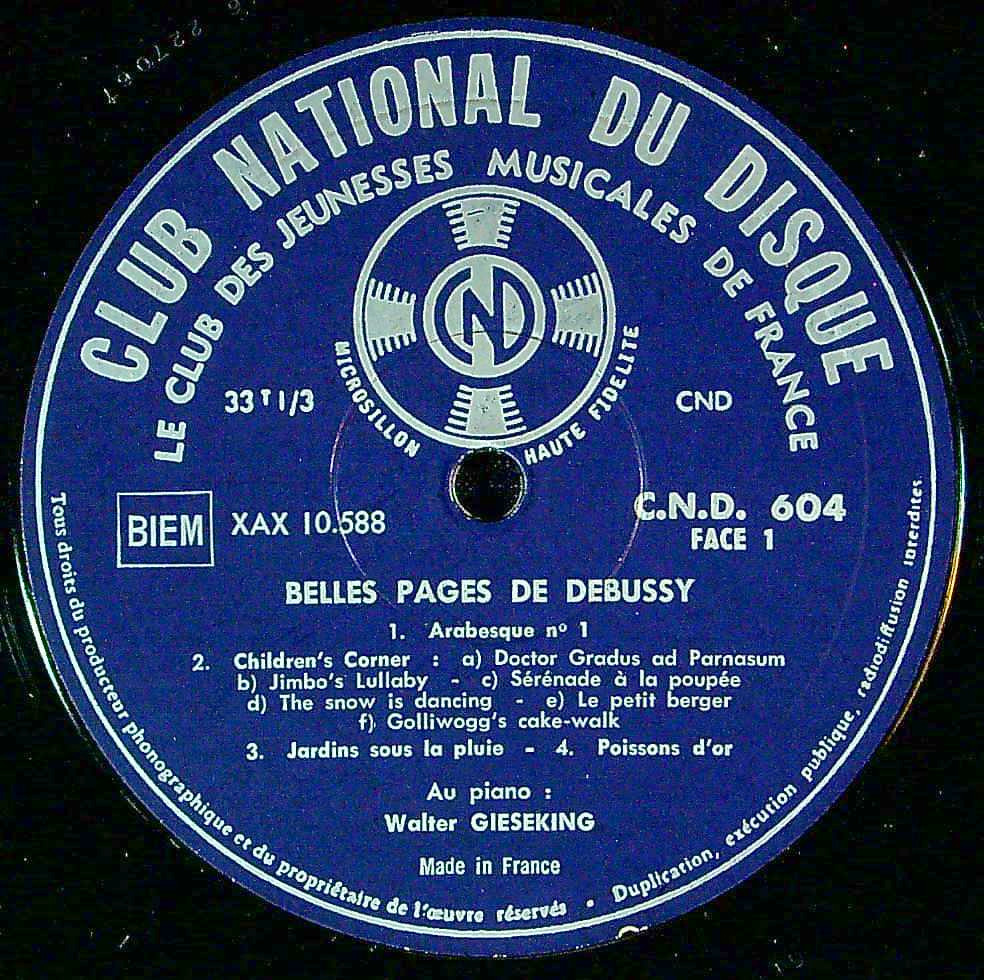 CLUB NATIONAL DU DISQUE
LE CLUB DES JEUNESSES MUSICALES DE FRANCE
CN
MICROSILLON HAUTE FIDELITE
33 T 1/3
CND
BIEM
XAX 10.588
C.N.D. 604
FACE 1
BELLES PAGES DE DEBUSSY
1. Arabesque nº 1
2. Children's Corner : a) Doctor Gradus ad Parnasum
b) Jimbo's Lullaby - c) Sérénade à la poupée
d) The snow is dancing - e) Le petit berger
f) Golliwogg's cake-walk
3. Jardins sous la pluie - 4. Poissons d'or
Au piano :
Walter GIESEKING
Made in France
Tous droits du producteur phonographique et du propriétaire de l'œuvre réservés • Duplication, exécution publique, radiodiffusion interdites